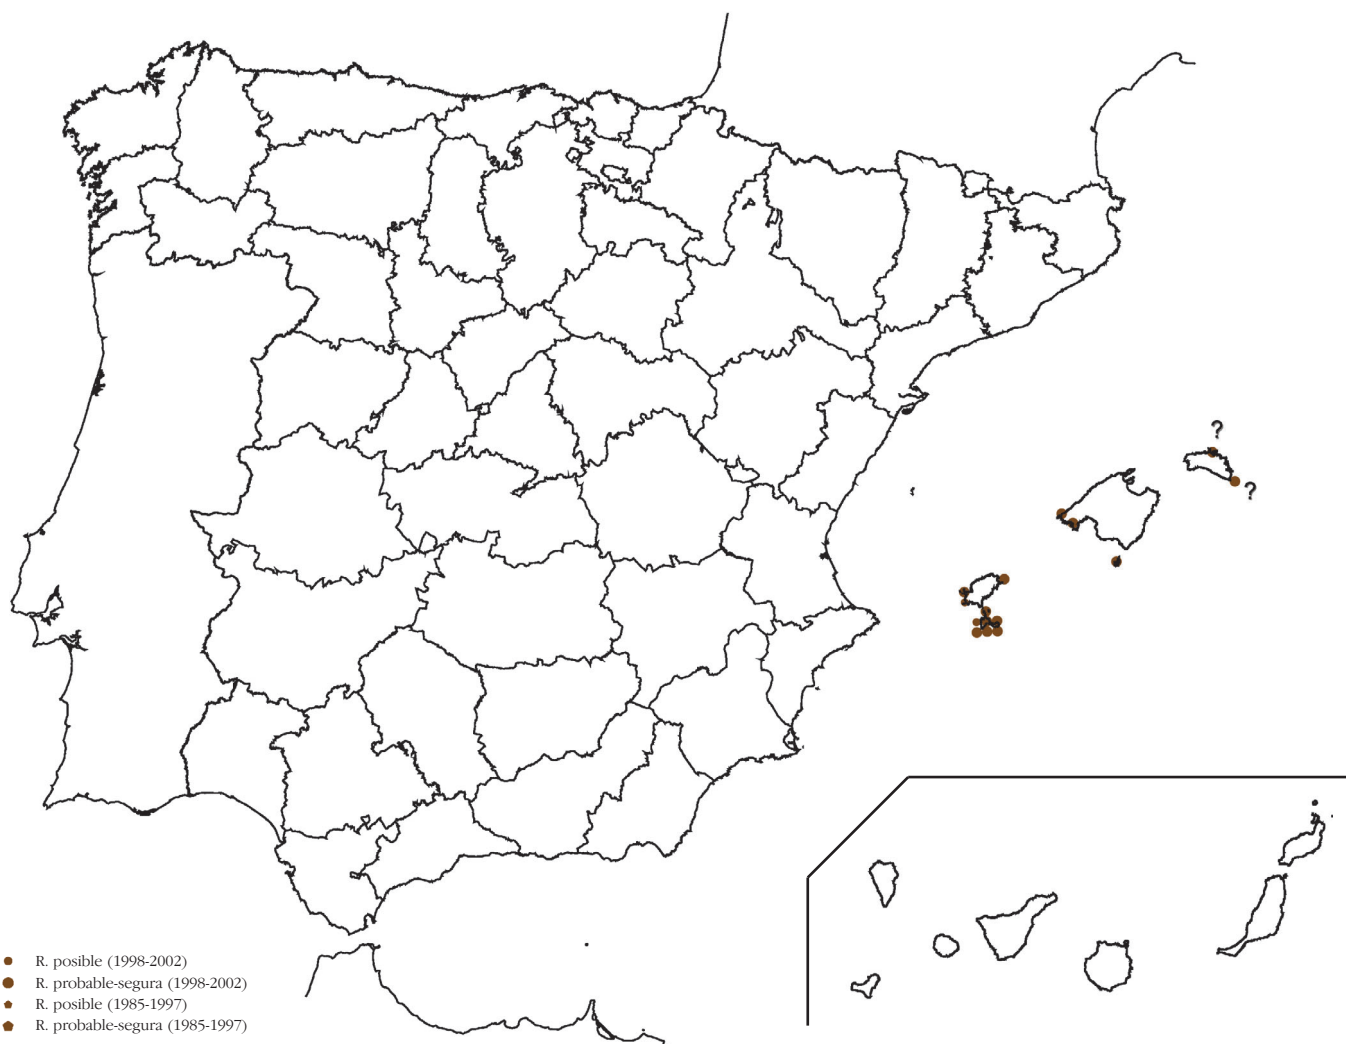 ?
?
R. posible (1998-2002)
R. probable-segura (1998-2002)
R. posible (1985-1997)
R. probable-segura (1985-1997)